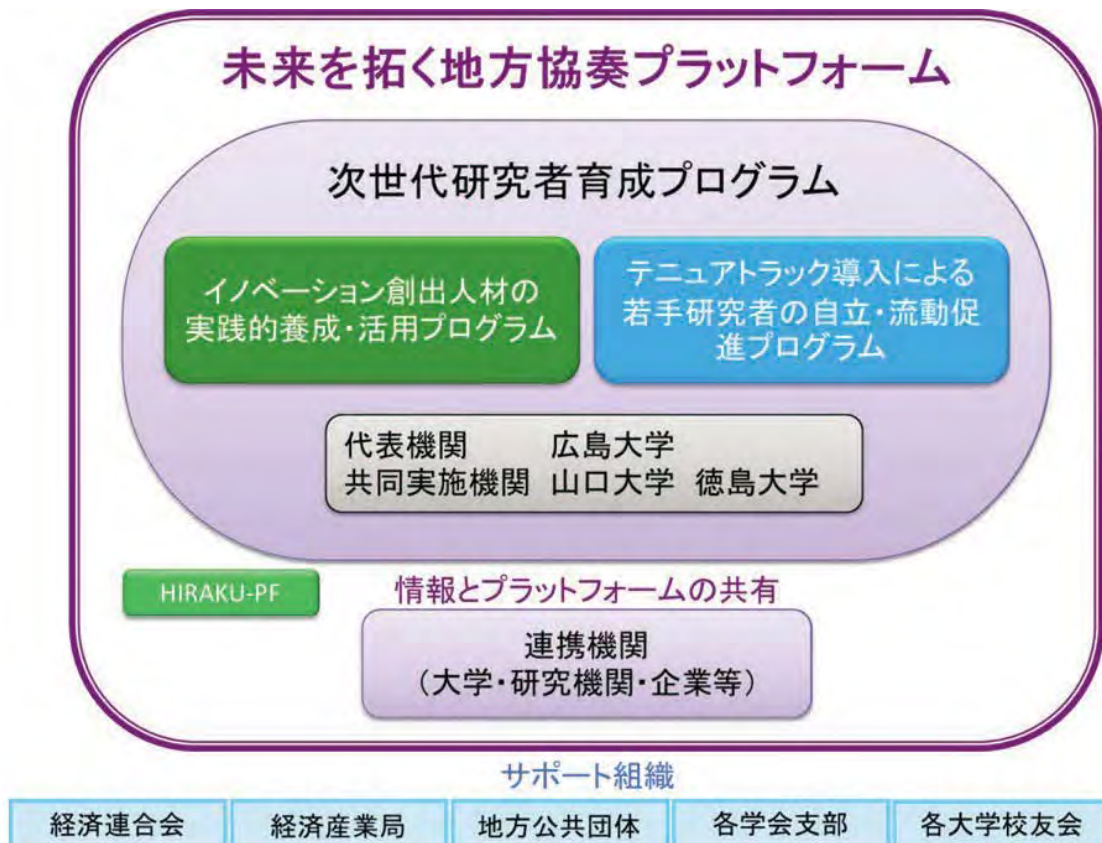 未来を拓く地方協奏プラットフォーム
次世代研究者育成プログラム
イノベーション創出人材の
実践的養成・活用プログラム
テニュアトラック導入による
若手研究者の自立・流動促
進プログラム
代表機関 広島大学
共同実施機関 山口大学 徳島大学
HIRAKU-PF
情報とプラットフォームの共有
連携機関
(大学・研究機関・企業等)
サポート組織
経済連合会 経済産業局 地方公共団体 各学会支部 各大学校友会